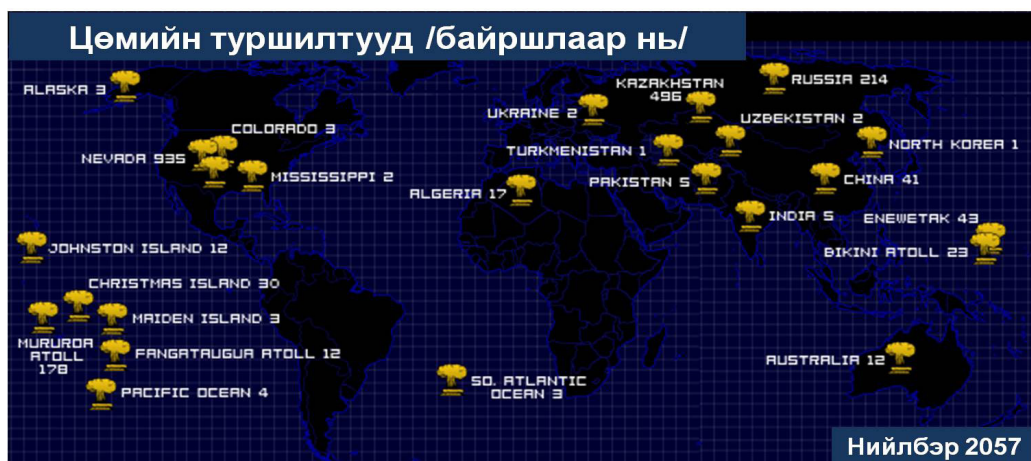 Цөмийн туршилтууд /байршлаар нь/
ALASKA 3
COLORADO 3
NEVADA 935
MISSISSIPPI 2
UKRAINE 2
KAZAKHSTAN
496
RUSSIA 214
UZBEKISTAN 2
TURKMENISTAN 1
NORTH KOREA 1
ALGERIA 17
PAKISTAN 5
CHINA 41
INDIA 5
ENEWETAK 43
BIKINI ATOLL 23
JOHNSTON ISLAND 12
CHRISTMAS ISLAND 30
MAIDEN ISLAND 3
MURUROA
ATOLL
178
FANGATAUGUA ATOLL 12
PACIFIC OCEAN 4
SO. ATLANTIC
OCEAN 3
AUSTRALIA 12
Нийлбэр 2057